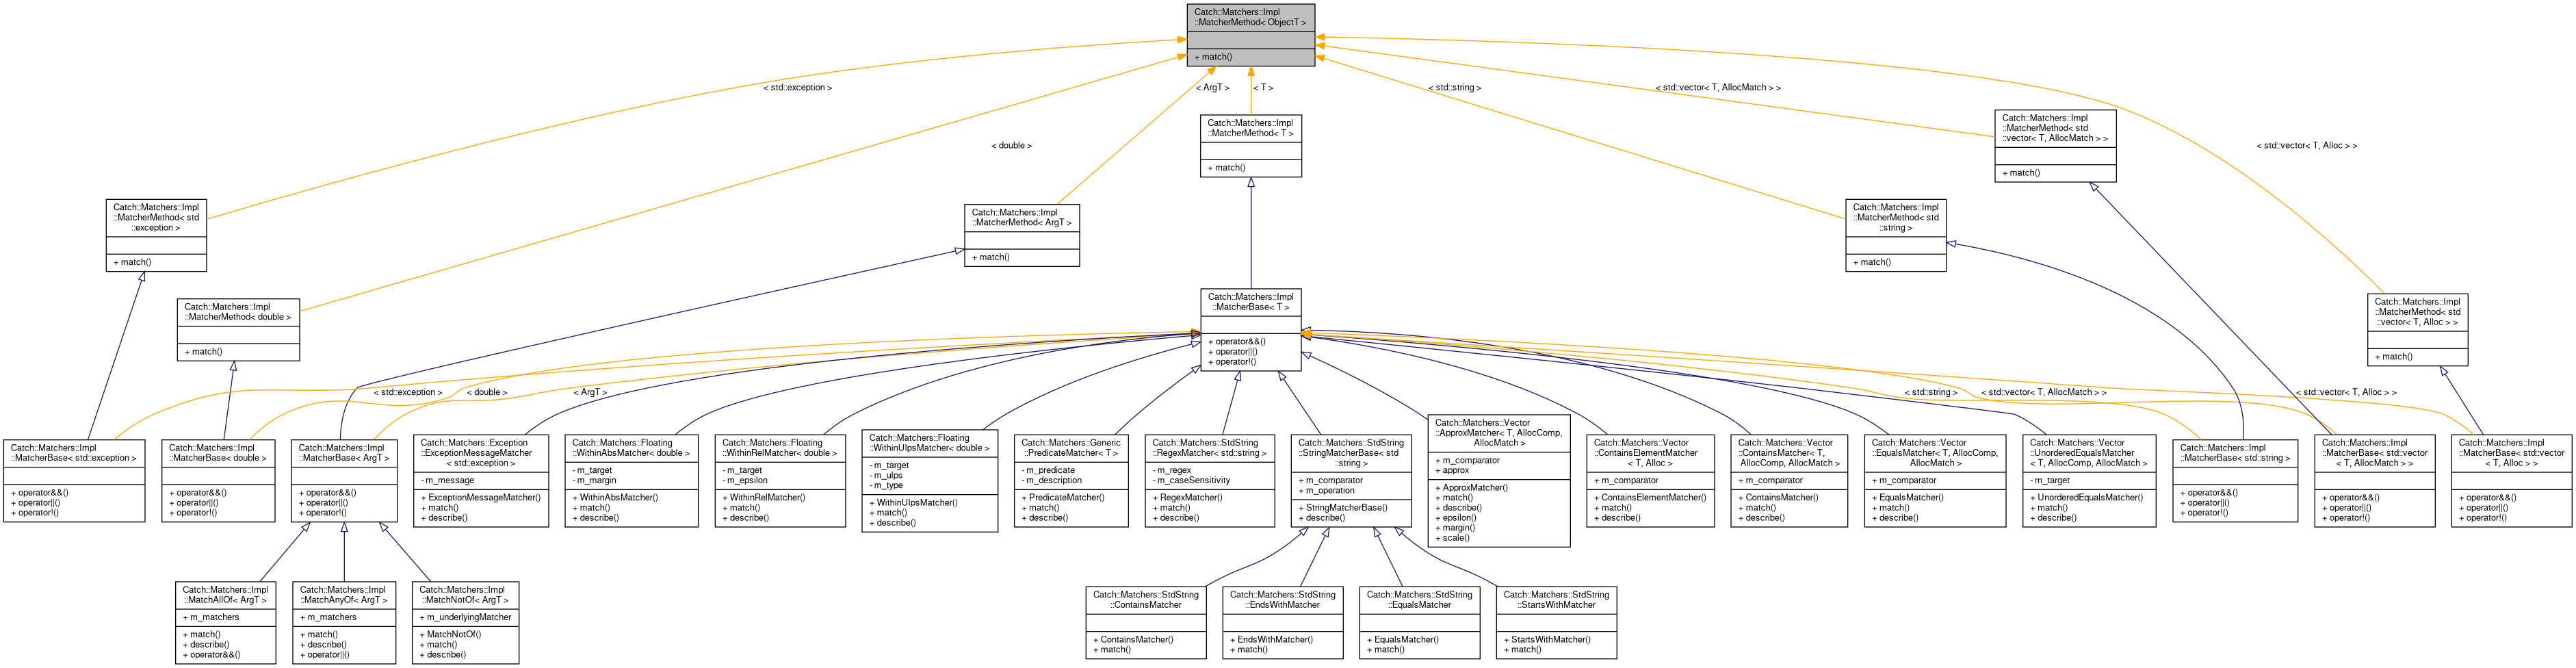 Catch::Matchers::Impl
::MatcherMethod< ObjectT >
+ match()
< std::exception >
< ArgT >
< T >
< std::string >
< std::vector< T, AllocMatch > >
< double >
< std::vector< T, Alloc > >
Catch::Matchers::Impl
::MatcherMethod< T >
+ match()
Catch::Matchers::Impl
::MatcherMethod< std
::vector< T, AllocMatch > >
+ match()
Catch::Matchers::Impl
::MatcherMethod< std
::exception >
+ match()
Catch::Matchers::Impl
::MatcherMethod< ArgT >
+ match()
Catch::Matchers::Impl
::MatcherMethod< std
::string >
+ match()
Catch::Matchers::Impl
::MatcherMethod< double >
+ match()
Catch::Matchers::Impl
::MatcherBase< T >
+ operator&&()
+ operator||()
+ operator!()
Catch::Matchers::Impl
::MatcherMethod< std
::vector< T, Alloc > >
+ match()
< std::exception >
< double >
< ArgT >
< std::string >
< std::vector< T, AllocMatch > >
< std::vector< T, Alloc > >
Catch::Matchers::Impl
::MatcherBase< std::exception >
+ operator&&()
+ operator||()
+ operator!()
Catch::Matchers::Impl
::MatcherBase< double >
+ operator&&()
+ operator||()
+ operator!()
Catch::Matchers::Impl
::MatcherBase< ArgT >
+ operator&&()
+ operator||()
+ operator!()
Catch::Matchers::Exception
::ExceptionMessageMatcher
< std::exception >
- m_message
+ ExceptionMessageMatcher()
+ match()
+ describe()
Catch::Matchers::Floating
::WithinAbsMatcher< double >
- m_target
- m_margin
+ WithinAbsMatcher()
+ match()
+ describe()
Catch::Matchers::Floating
::WithinRelMatcher< double >
- m_target
- m_epsilon
+ WithinRelMatcher()
+ match()
+ describe()
Catch::Matchers::Floating
::WithinUlpsMatcher< double >
- m_target
- m_ulps
- m_type
+ WithinUlpsMatcher()
+ match()
+ describe()
Catch::Matchers::Generic
::PredicateMatcher< T >
- m_predicate
- m_description
+ PredicateMatcher()
+ match()
+ describe()
Catch::Matchers::StdString
::RegexMatcher< std::string >
- m_regex
- m_caseSensitivity
+ RegexMatcher()
+ match()
+ describe()
Catch::Matchers::StdString
::StringMatcherBase< std
::string >
+ m_comparator
+ m_operation
+ StringMatcherBase()
+ describe()
Catch::Matchers::Vector
::ApproxMatcher< T, AllocComp,
AllocMatch >
+ m_comparator
+ approx
+ ApproxMatcher()
+ match()
+ describe()
+ epsilon()
+ margin()
+ scale()
Catch::Matchers::Vector
::ContainsElementMatcher
< T, Alloc >
+ m_comparator
+ ContainsElementMatcher()
+ match()
+ describe()
Catch::Matchers::Vector
::ContainsMatcher< T,
AllocComp, AllocMatch >
+ m_comparator
+ ContainsMatcher()
+ match()
+ describe()
Catch::Matchers::Vector
::EqualsMatcher< T, AllocComp,
AllocMatch >
+ m_comparator
+ EqualsMatcher()
+ match()
+ describe()
Catch::Matchers::Vector
::UnorderedEqualsMatcher
< T, AllocComp, AllocMatch >
- m_target
+ UnorderedEqualsMatcher()
+ match()
+ describe()
Catch::Matchers::Impl
::MatcherBase< std::string >
+ operator&&()
+ operator||()
+ operator!()
Catch::Matchers::Impl
::MatcherBase< std::vector
< T, AllocMatch > >
+ operator&&()
+ operator||()
+ operator!()
Catch::Matchers::Impl
::MatcherBase< std::vector
< T, Alloc > >
+ operator&&()
+ operator||()
+ operator!()
Catch::Matchers::Impl
::MatchAllOf< ArgT >
+ m_matchers
+ match()
+ describe()
+ operator&&()
Catch::Matchers::Impl
::MatchAnyOf< ArgT >
+ m_matchers
+ match()
+ describe()
+ operator||()
Catch::Matchers::Impl
::MatchNotOf< ArgT >
+ m_underlyingMatcher
+ MatchNotOf()
+ match()
+ describe()
Catch::Matchers::StdString
::ContainsMatcher
+ ContainsMatcher()
+ match()
Catch::Matchers::StdString
::EndsWithMatcher
+ EndsWithMatcher()
+ match()
Catch::Matchers::StdString
::EqualsMatcher
+ EqualsMatcher()
+ match()
Catch::Matchers::StdString
::StartsWithMatcher
+ StartsWithMatcher()
+ match()